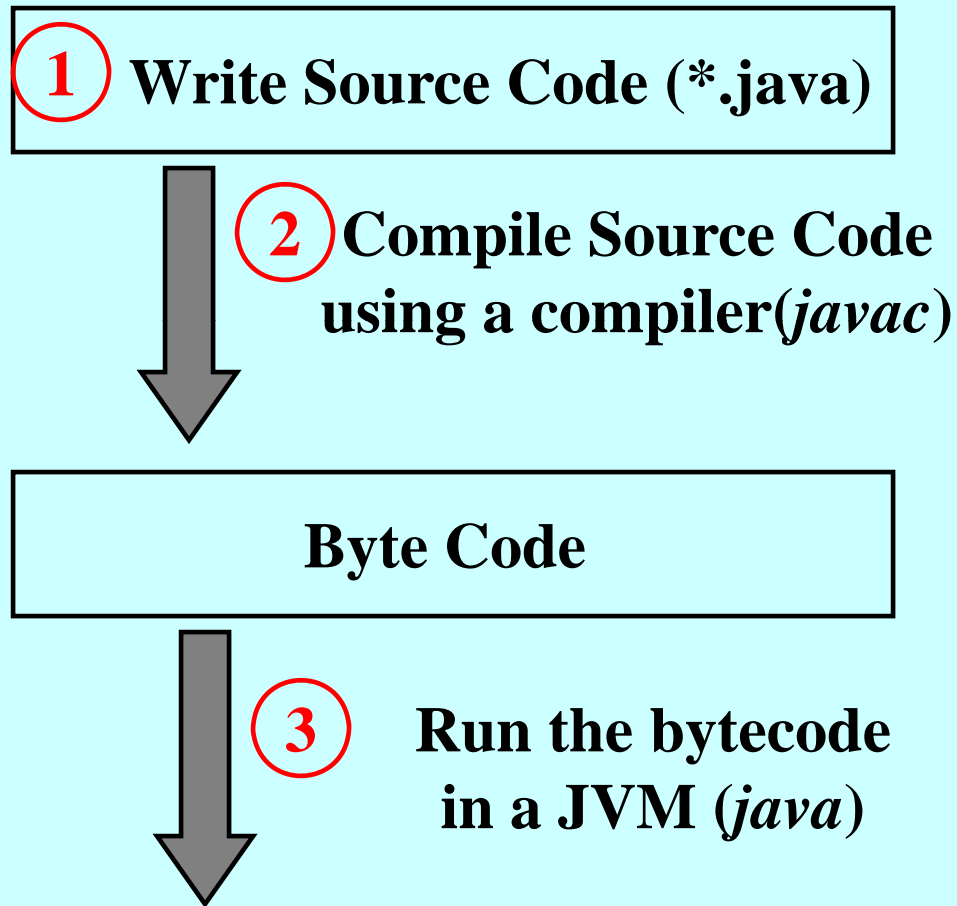 1 Write Source Code (*.java)
2 Compile Source Code
using a compiler(javac)
Byte Code
3 Run the bytecode
in a JVM (java)